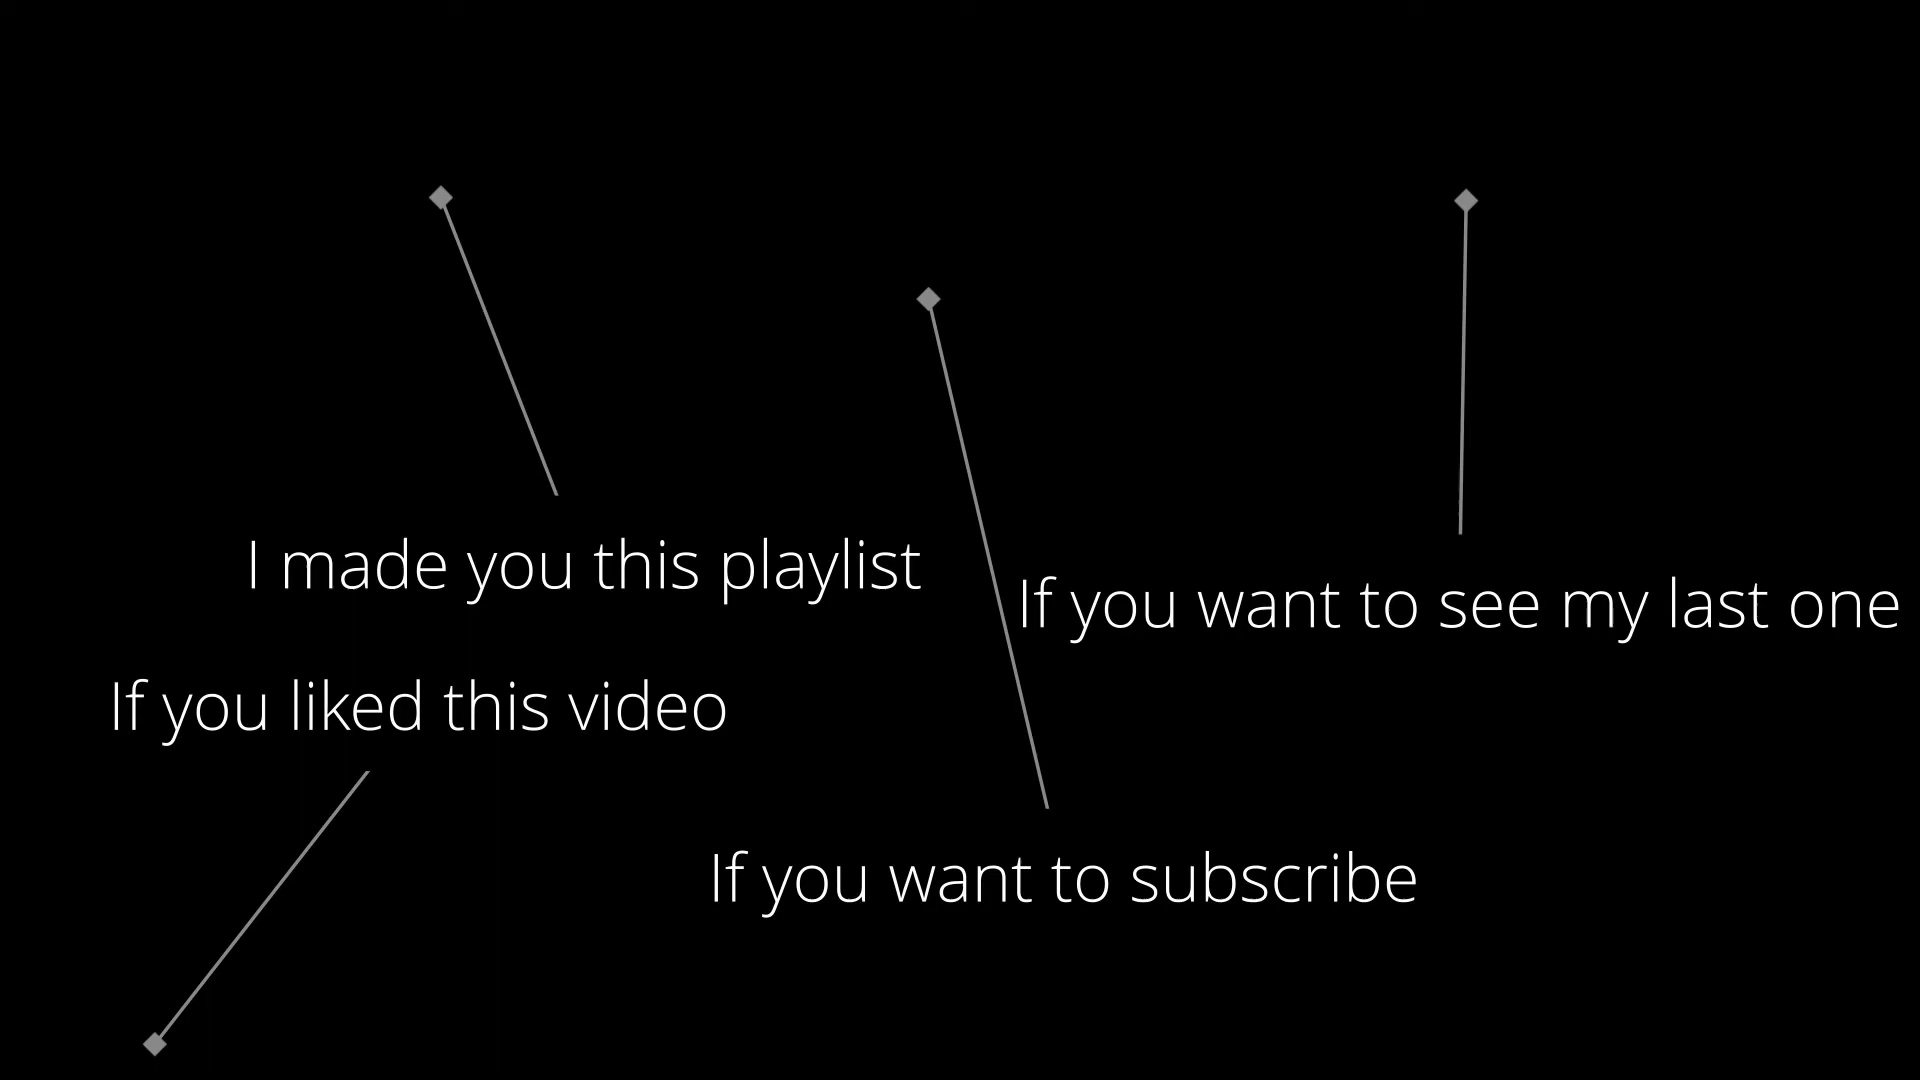 I made you this playlist
If you want to see my last one
If you liked this video
If you want to subscribe